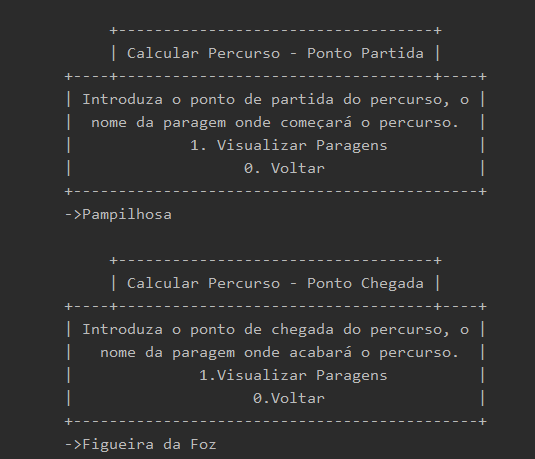 Calcular Percurso - Ponto Partida
Introduza o ponto de partida do percurso, o
nome da paragem onde começará o percurso.
1. Visualizar Paragens
0. Voltar
->Pampilhosa
Calcular Percurso - Ponto Chegada
Introduza o ponto de chegada do percurso, o
nome da paragem onde acabará o percurso.
1.Visualizar Paragens
0.Voltar
->Figueira da Foz